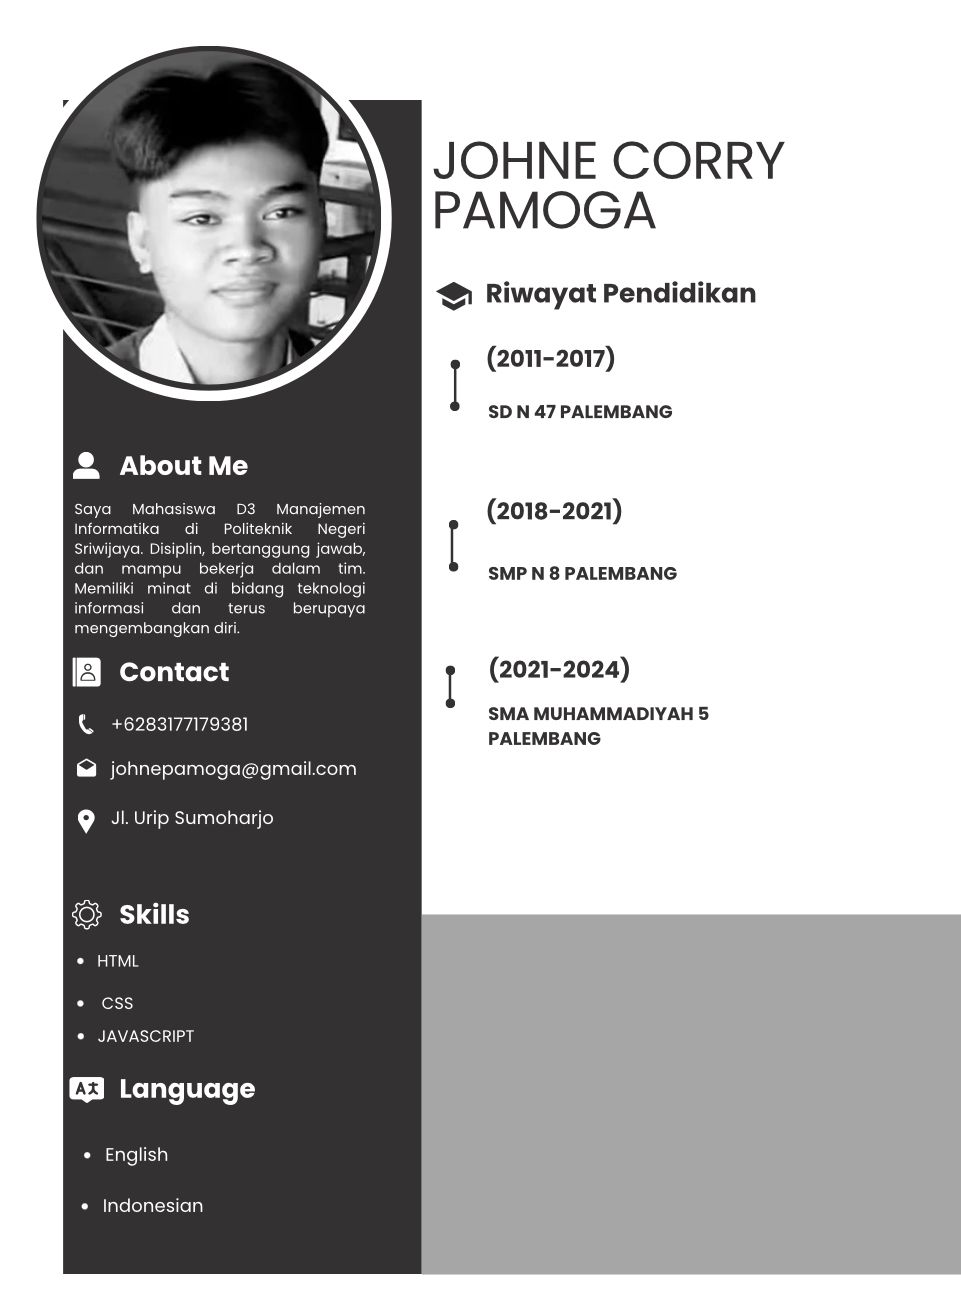 JOHNE CORRY
PAMOGA
About Me
Saya Mahasiswa D3 Manajemen
Informatika di Politeknik Negeri
Sriwijaya. Disiplin, bertanggung jawab,
dan mampu bekerja dalam tim.
Memiliki minat di bidang teknologi
informasi dan terus berupaya
mengembangkan diri.
Contact
+6283177179381
johnepamoga@gmail.com
Jl. Urip Sumoharjo
Skills
• HTML
• CSS
• JAVASCRIPT
Language
• English
• Indonesian
Riwayat Pendidikan
(2011-2017)
SD N 47 PALEMBANG
(2018-2021)
SMP N 8 PALEMBANG
(2021-2024)
SMA MUHAMMADIYAH 5
PALEMBANG